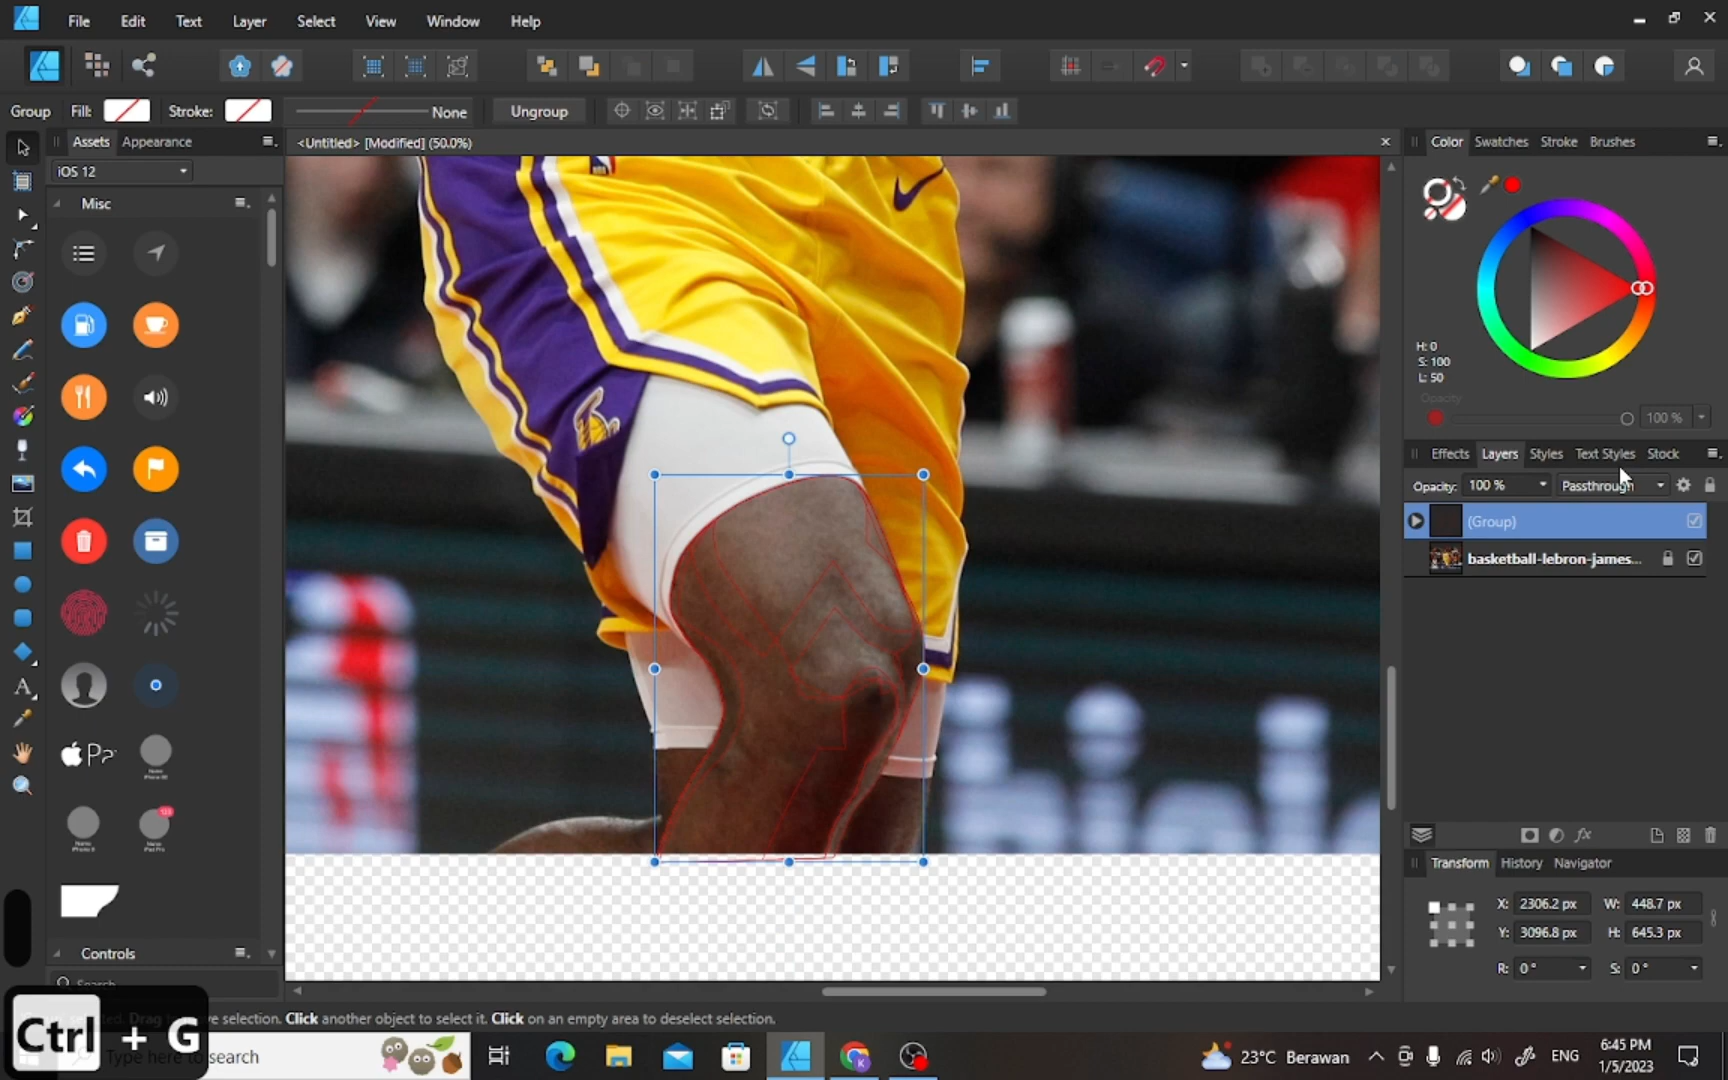 File Edit Text Layer Select View Window Help
Group Fill: Stroke: None Ungroup
Assets Appearance
<Untitled> [Modified] (50.0%)
Color Swatches Stroke Brushes
iOS 12
Misc
H: 0
S: 100
L: 50
Opacity
100 %
Effects Layers Styles Text Styles Stock
Opacity: 100 % Passthrough
(Group)
basketball-lebron-james...
Pay
Transform History Navigator
X: 2306.2 px W: 448.7 px
Y: 3096.8 px H: 645.3 px
R: 0 ° S: 0 °
Controls
Search
Drag to move selection. Click another object to select it. Click on an empty area to deselect selection.
Ctrl + G
Type here to search
23°C Berawan
ENG
6:45 PM
1/5/2023